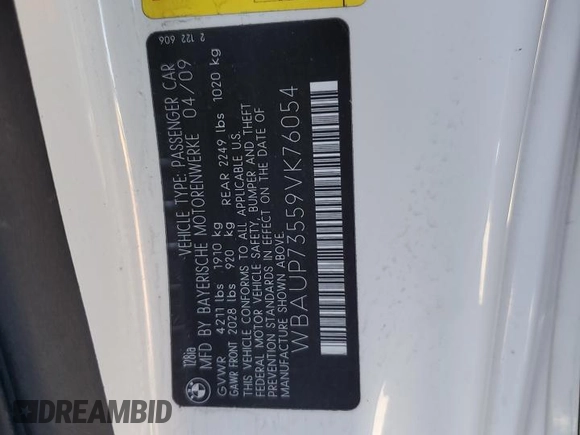 128ia
VEHICLE TYPE: PASSENGER CAR
MFD BY BAYERISCHE MOTORENWERKE 04/09
GVWR 4211 lbs 1910 kg
GAWR FRONT 2028 lbs 920 kg REAR 2249 lbs 1020 kg
THIS VEHICLE CONFORMS TO ALL APPLICABLE U.S.
FEDERAL MOTOR VEHICLE SAFETY, BUMPER AND THEFT
PREVENTION STANDARDS IN EFFECT ON THE DATE
OF MANUFACTURE SHOWN ABOVE.
WBAUP73559VK76054
2 122 606
BMW
DREAMBID